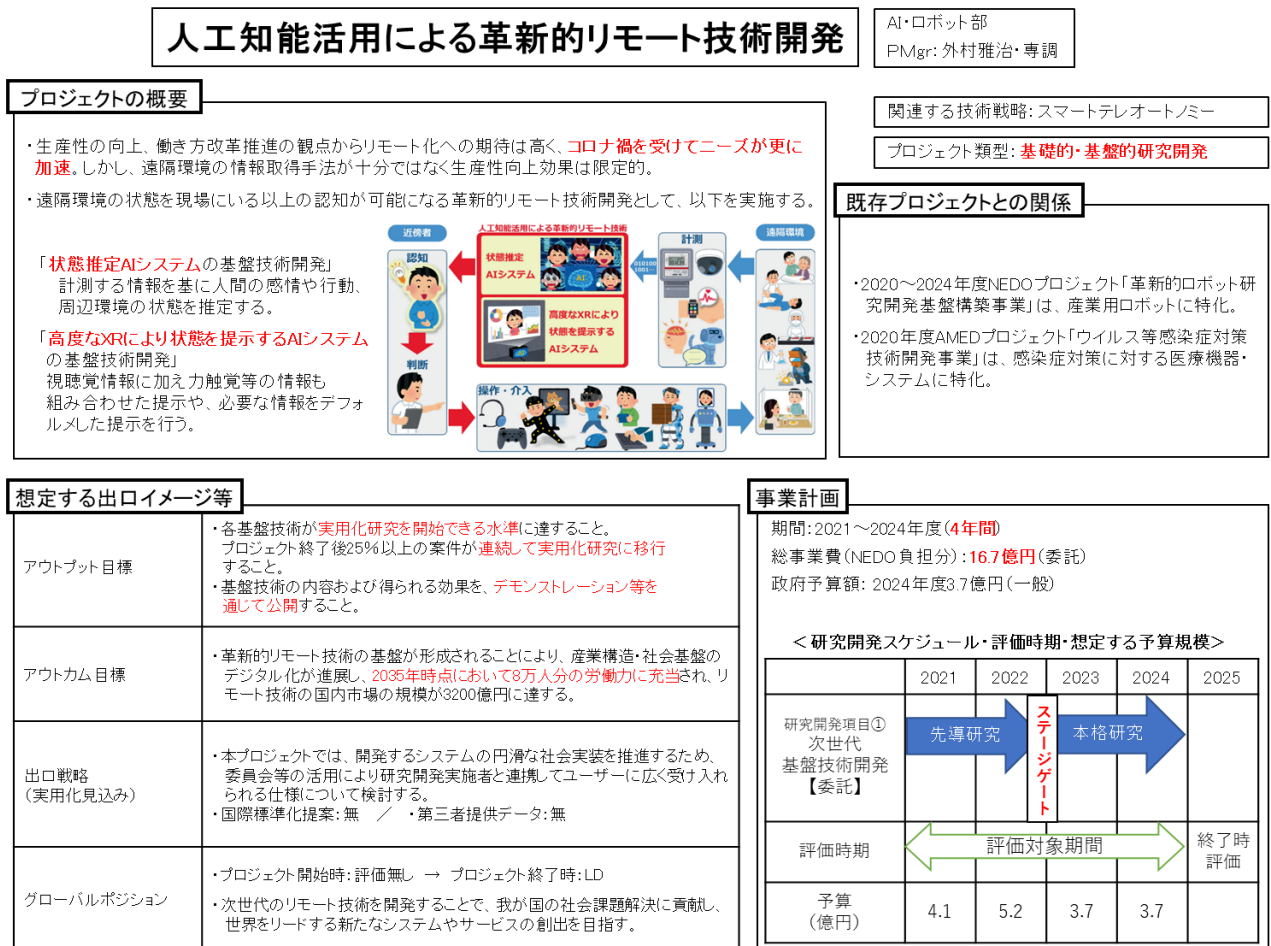 人工知能活用による革新的リモート技術開発
AI・ロボット部
PMgr: 外村雅治・専調
プロジェクトの概要
・生産性の向上、働き方改革推進の観点からリモート化への期待は高く、コロナ禍を受けてニーズが更に
加速。しかし、遠隔環境の情報取得手法が十分ではなく生産性向上効果は限定的。
・遠隔環境の状態を現場にいる以上の認知が可能になる革新的リモート技術開発として、以下を実施する。
「状態推定AIシステムの基盤技術開発」
計測する情報を基に人間の感情や行動、
周辺環境の状態を推定する。
「高度なXRにより状態を提示するAIシステム
の基盤技術開発」
視聴覚情報に加え力触覚等の情報も
組み合わせた提示や、必要な情報をデフォ
ルメした提示を行う。
近傍者
認知
判断
人工知能活用による革新的リモート技術
状態推定
AIシステム
AI
高度なXRにより
状態を提示する
AIシステム
010100
1001…
計測
遠隔環境
操作・介入
関連する技術戦略: スマートテレオートノミー
プロジェクト類型: 基礎的・基盤的研究開発
既存プロジェクトとの関係
・2020～2024年度NEDOプロジェクト「革新的ロボット研
究開発基盤構築事業」は、産業用ロボットに特化。
・2020年度AMEDプロジェクト「ウイルス等感染症対策
技術開発事業」は、感染症対策に対する医療機器・
システムに特化。
想定する出口イメージ等
アウトプット目標
・各基盤技術が実用化研究を開始できる水準に達すること。
プロジェクト終了後25%以上の案件が連続して実用化研究に移行
すること。
・基盤技術の内容および得られる効果を、デモンストレーション等を
通じて公開すること。
アウトカム目標
・革新的リモート技術の基盤が形成されることにより、産業構造・社会基盤の
デジタル化が進展し、2035年時点において8万人分の労働力に充当され、リ
モート技術の国内市場の規模が3200億円に達する。
出口戦略
(実用化見込み)
・本プロジェクトでは、開発するシステムの円滑な社会実装を推進するため、
委員会等の活用により研究開発実施者と連携してユーザーに広く受け入れ
られる仕様について検討する。
・国際標準化提案: 無 ／ ・第三者提供データ: 無
グローバルポジション
・プロジェクト開始時: 評価無し → プロジェクト終了時: LD
・次世代のリモート技術を開発することで、我が国の社会課題解決に貢献し、
世界をリードする新たなシステムやサービスの創出を目指す。
事業計画
期間: 2021～2024年度(4年間)
総事業費(NEDO負担分) : 16.7億円(委託)
政府予算額: 2024年度3.7億円(一般)
＜研究開発スケジュール・評価時期・想定する予算規模＞
2021 2022 2023 2024 2025
研究開発項目①
次世代
基盤技術開発
【委託】
先導研究
ステージゲート
本格研究
評価時期
評価対象期間
終了時
評価
予算
(億円)
4.1 5.2 3.7 3.7